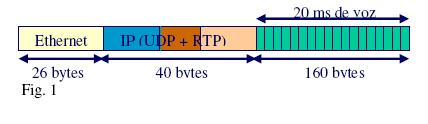 20 ms de voz
Ethernet IP (UDP + RTP)
26 bytes 40 bytes 160 bytes
Fig. 1